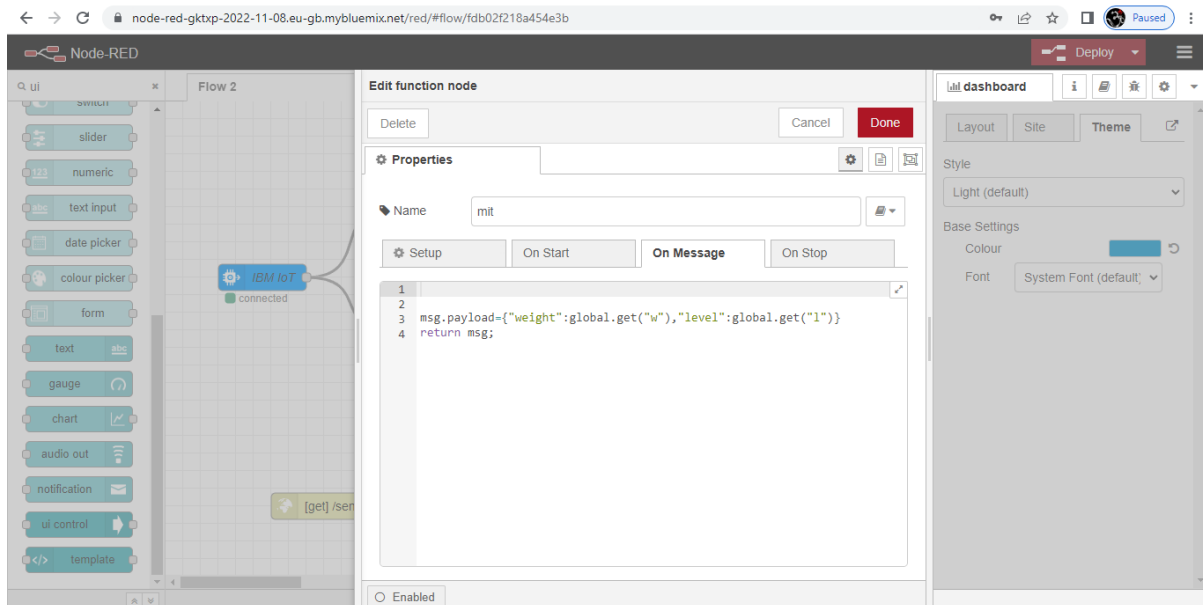 node-red-gktxp-2022-11-08.eu-gb.mybluemix.net/red/#flow/fdb02f218a454e3b
Paused
Node-RED
Deploy
ui
Flow 2
switch
slider
123 numeric
abc text input
date picker
colour picker
form
text abc
gauge
chart
audio out
notification
ui control
</> template
IBM IoT
connected
[get] /sen
Edit function node
Delete
Cancel
Done
Properties
Name
mit
Setup
On Start
On Message
On Stop
1
2
3 msg.payload={"weight":global.get("w"),"level":global.get("l")}
4 return msg;
Enabled
dashboard
i
Layout
Site
Theme
Style
Light (default)
Base Settings
Colour
Font
System Font (default)